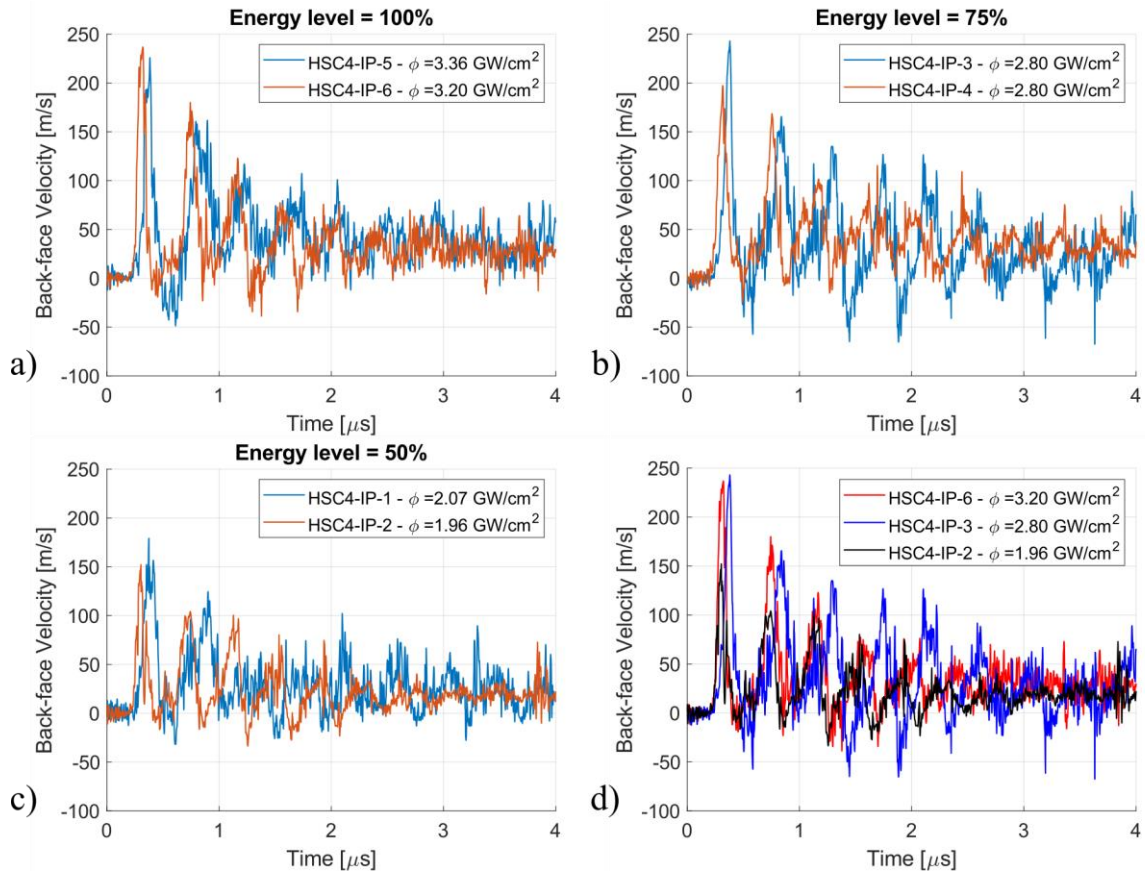 Energy level = 100%
HSC4-IP-5 - ϕ =3.36 GW/cm²
HSC4-IP-6 - ϕ =3.20 GW/cm²
Back-face Velocity [m/s]
250
200
150
100
50
0
-50
-100
0 1 2 3 4
Time [μs]
a)
Energy level = 75%
HSC4-IP-3 - ϕ =2.80 GW/cm²
HSC4-IP-4 - ϕ =2.80 GW/cm²
Back-face Velocity [m/s]
250
200
150
100
50
0
-50
-100
0 1 2 3 4
Time [μs]
b)
Energy level = 50%
HSC4-IP-1 - ϕ =2.07 GW/cm²
HSC4-IP-2 - ϕ =1.96 GW/cm²
Back-face Velocity [m/s]
250
200
150
100
50
0
-50
-100
0 1 2 3 4
Time [μs]
c)
HSC4-IP-6 - ϕ =3.20 GW/cm²
HSC4-IP-3 - ϕ =2.80 GW/cm²
HSC4-IP-2 - ϕ =1.96 GW/cm²
Back-face Velocity [m/s]
250
200
150
100
50
0
-50
-100
0 1 2 3 4
Time [μs]
d)